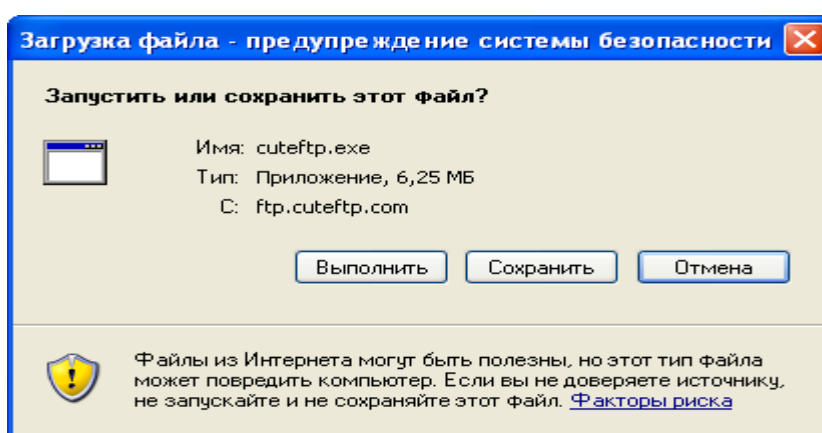 Загрузка файла - предупреждение системы безопасности
Запустить или сохранить этот файл?
Имя: cuteftp.exe
Тип: Приложение, 6,25 МБ
С: ftp.cuteftp.com
Выполнить Сохранить Отмена
Файлы из Интернета могут быть полезны, но этот тип файла
может повредить компьютер. Если вы не доверяете источнику,
не запускайте и не сохраняйте этот файл. Факторы риска